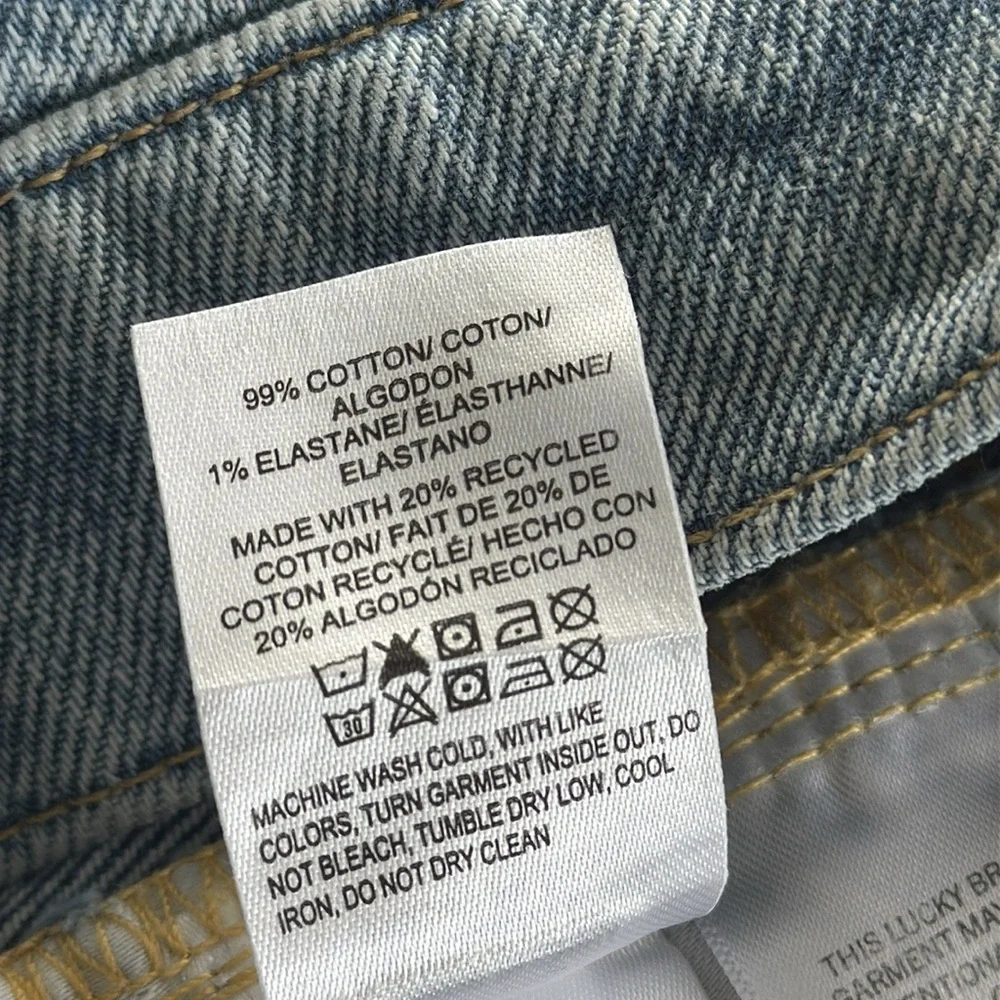 99% COTTON/ COTON/
ALGODON
1% ELASTANE/ ÉLASTHANNE/
ELASTANO
MADE WITH 20% RECYCLED
COTTON/ FAIT DE 20% DE
COTON RECYCLÉ/ HECHO CON
20% ALGODÓN RECICLADO
30
MACHINE WASH COLD, WITH LIKE
COLORS, TURN GARMENT INSIDE OUT, DO
NOT BLEACH, TUMBLE DRY LOW, COOL
IRON, DO NOT DRY CLEAN
THIS LUCKY BR
GARMENT MAY